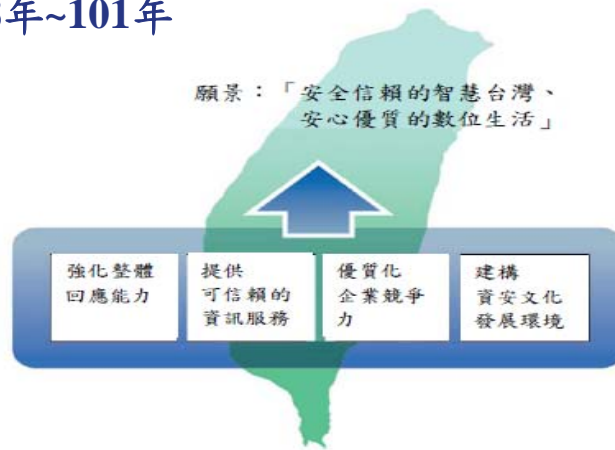 年~101年
願景：「安全信賴的智慧台灣、
安心優質的數位生活」
強化整體
回應能力
提供
可信賴的
資訊服務
優質化
企業競爭
力
建構
資安文化
發展環境